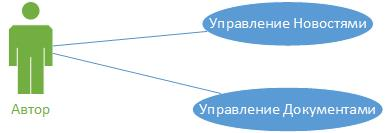 Управление Новостями
Автор
Управление Документами